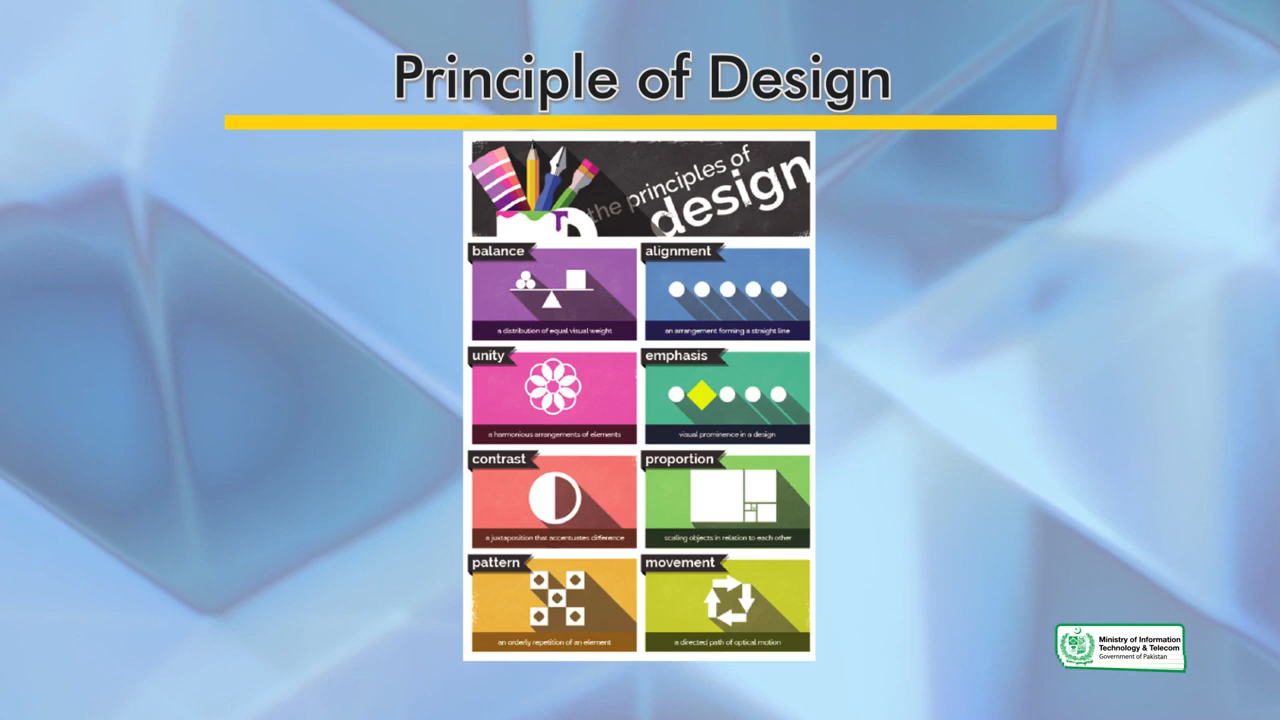 Principle of Design
the principles of
design
balance
a distribution of equal visual weight
alignment
an arrangement forming a straight line
unity
a harmonious arrangements of elements
emphasis
visual prominence in a design
contrast
a juxtaposition that accentuates difference
proportion
scaling objects in relation to each other
pattern
an orderly repetition of an element
movement
a directed path of optical motion
Ministry of Information
Technology & Telecom
Government of Pakistan